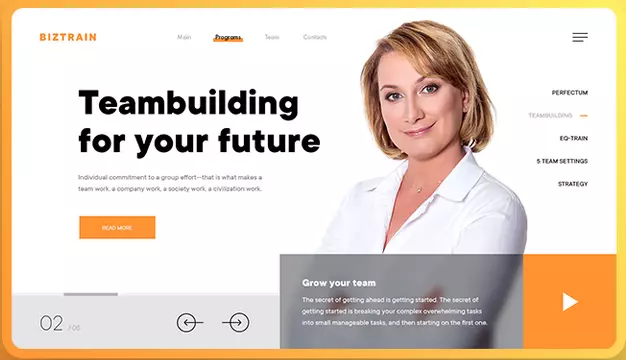 BIZTRAIN
Main Programs Team Contacts
Teambuilding
for your future
Individual commitment to a group effort—that is what makes a
team work, a company work, a society work, a civilization work.
READ MORE
PERFECTUM
TEAMBUILDING
EQ-TRAIN
5-TEAM SETTINGS
STRATEGY
Grow your team
The secret of getting ahead is getting started. The secret of
getting started is breaking your complex overwhelming tasks
into small manageable tasks, and then starting on the first one.
02 / 06